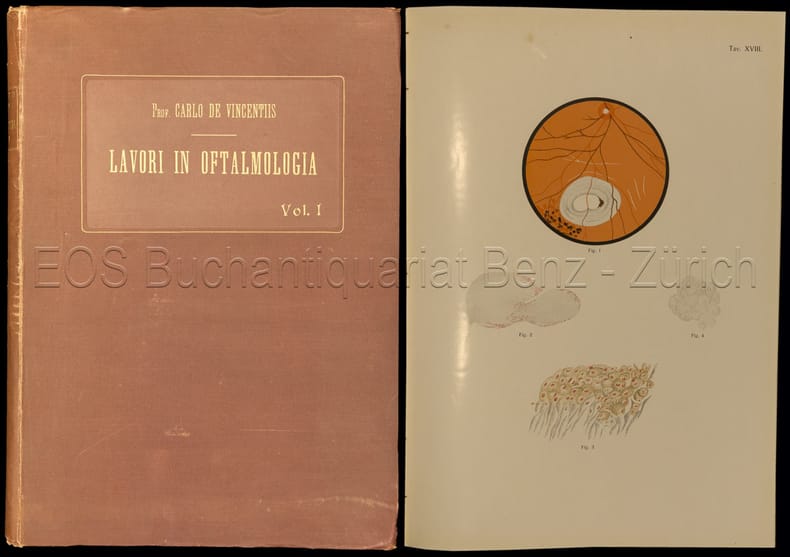 Prof. CARLO DE VINCENTIIS
LAVORI IN OFTALMOLOGIA
Vol. I
Tav. XVIII.
Fig. 1
EOS Buchantiquariat Benz - Zürich
Fig. 2
Fig. 4
Fig. 3